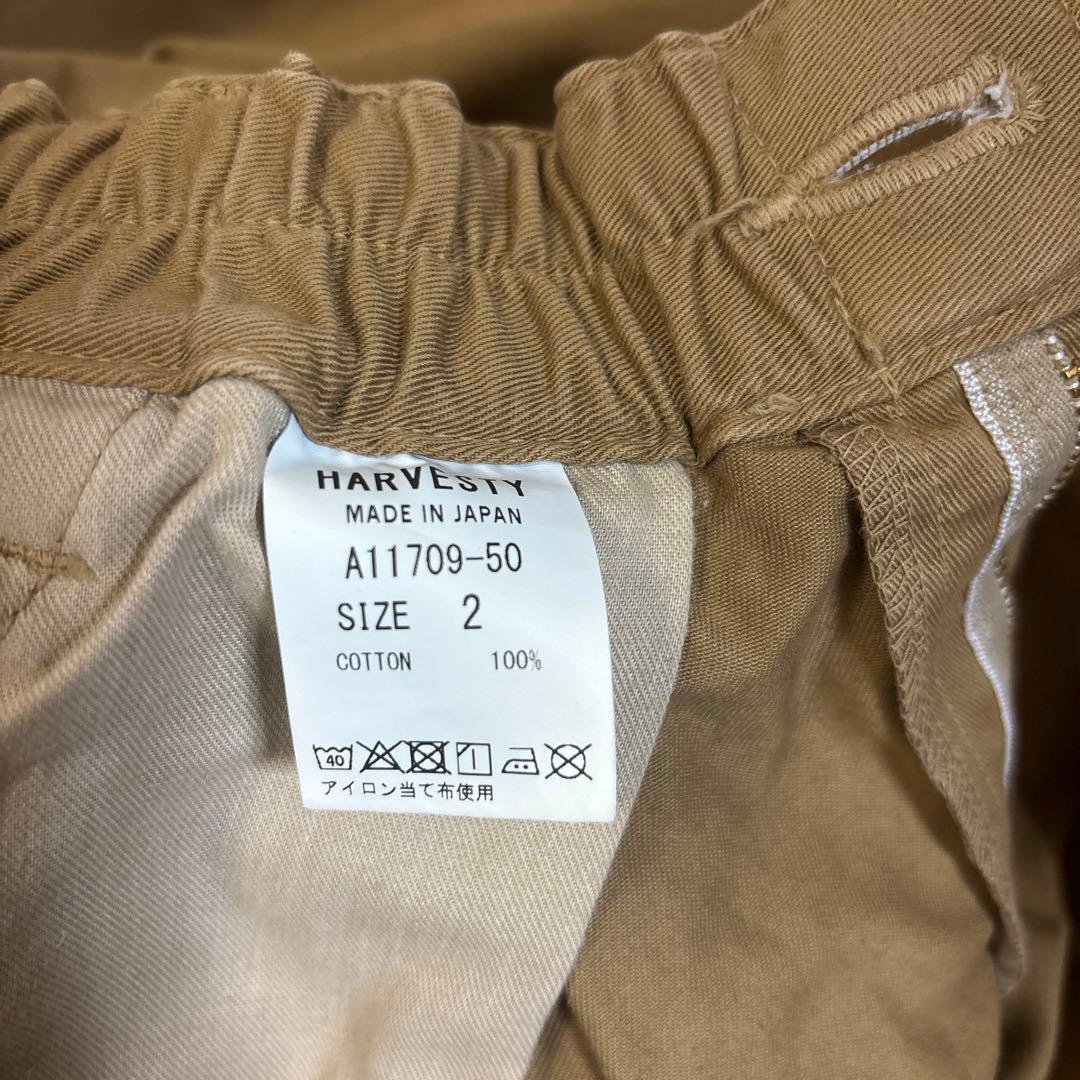 HARVESTY
MADE IN JAPAN
A11709-50
SIZE 2
COTTON 100%
40
アイロン当て布使用